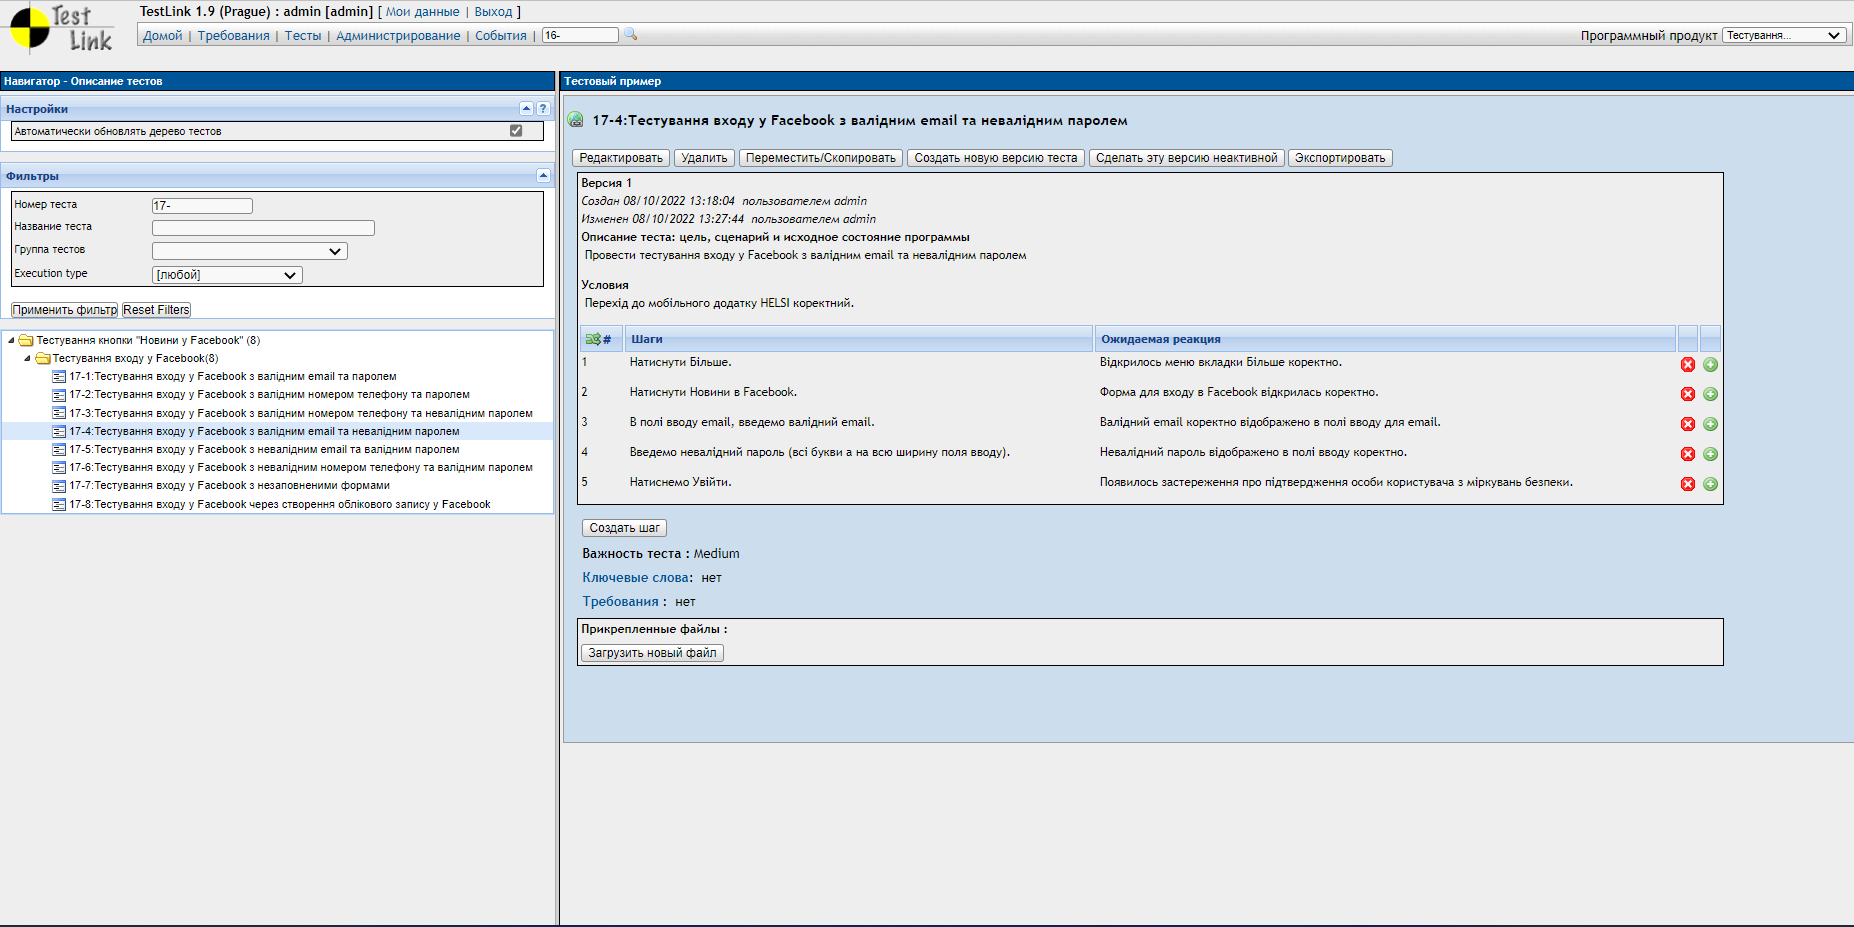 Test Link
TestLink 1.9 (Prague) : admin [admin] [ Мои данные | Выход ]
Домой | Требования | Тесты | Администрирование | События | 16-
Программный продукт Тестування...
Навигатор - Описание тестов
Настройки ?
Автоматически обновлять дерево тестов
Фильтры
Номер теста 17-
Название теста
Группа тестов
Execution type [любой]
Применить фильтр Reset Filters
Тестування кнопки "Новини у Facebook" (8)
Тестування входу у Facebook(8)
17-1:Тестування входу у Facebook з валідним email та паролем
17-2:Тестування входу у Facebook з валідним номером телефону та паролем
17-3:Тестування входу у Facebook з валідним номером телефону та невалідним паролем
17-4:Тестування входу у Facebook з валідним email та невалідним паролем
17-5:Тестування входу у Facebook з невалідним email та валідним паролем
17-6:Тестування входу у Facebook з невалідним номером телефону та валідним паролем
17-7:Тестування входу у Facebook з незаповненими формами
17-8:Тестування входу у Facebook через створення облікового запису у Facebook
Тестовый пример
17-4:Тестування входу у Facebook з валідним email та невалідним паролем
Редактировать Удалить Переместить/Скопировать Создать новую версию теста Сделать эту версию неактивной Экспортировать
Версия 1
Создан 08/10/2022 13:18:04 пользователем admin
Изменен 08/10/2022 13:27:44 пользователем admin
Описание теста: цель, сценарий и исходное состояние программы
Провести тестування входу у Facebook з валідним email та невалідним паролем
Условия
Перехід до мобільного додатку HELSI коректний.
# Шаги Ожидаемая реакция
1 Натиснути Більше. Відкрилось меню вкладки Більше коректно.
2 Натиснути Новини в Facebook. Форма для входу в Facebook відкрилась коректно.
3 В полі вводу email, введемо валідний email. Валідний email коректно відображено в полі вводу для email.
4 Введемо невалідний пароль (всі букви а на всю ширину поля вводу). Невалідний пароль відображено в полі вводу коректно.
5 Натиснемо Увійти. Появилось застереження про підтвердження особи користувача з міркувань безпеки.
Создать шаг
Важность теста : Medium
Ключевые слова: нет
Требования : нет
Прикрепленные файлы :
Загрузить новый файл